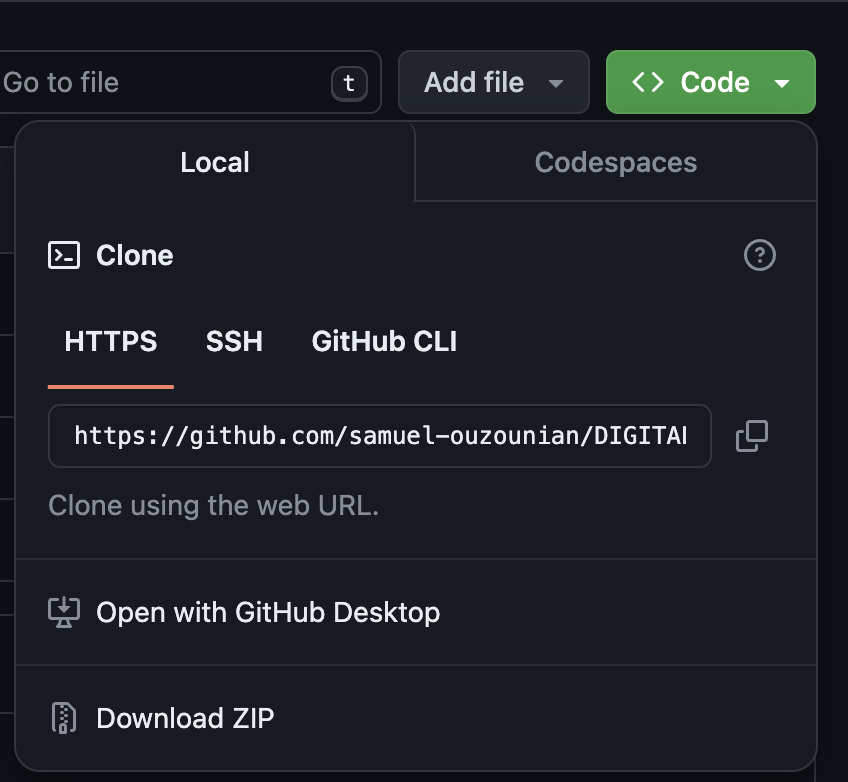 Go to file t Add file Code
Local Codespaces
Clone
HTTPS SSH GitHub CLI
https://github.com/samuel-ouzounian/DIGITAL
Clone using the web URL.
Open with GitHub Desktop
Download ZIP